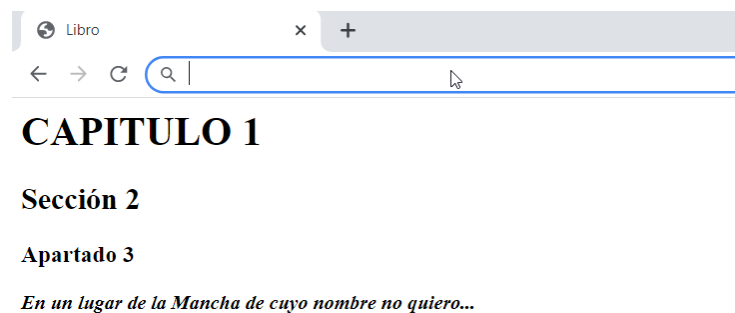 Libro
CAPITULO 1
Sección 2
Apartado 3
En un lugar de la Mancha de cuyo nombre no quiero...